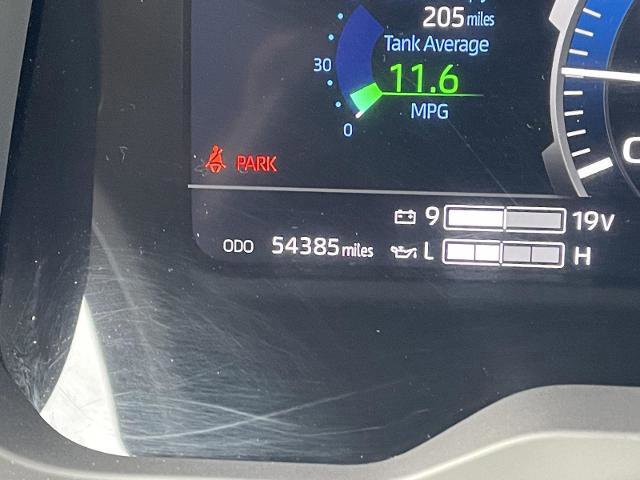 205 miles
Tank Average
30
11.6
MPG
0
PARK
9 19V
ODO 54385 miles L H